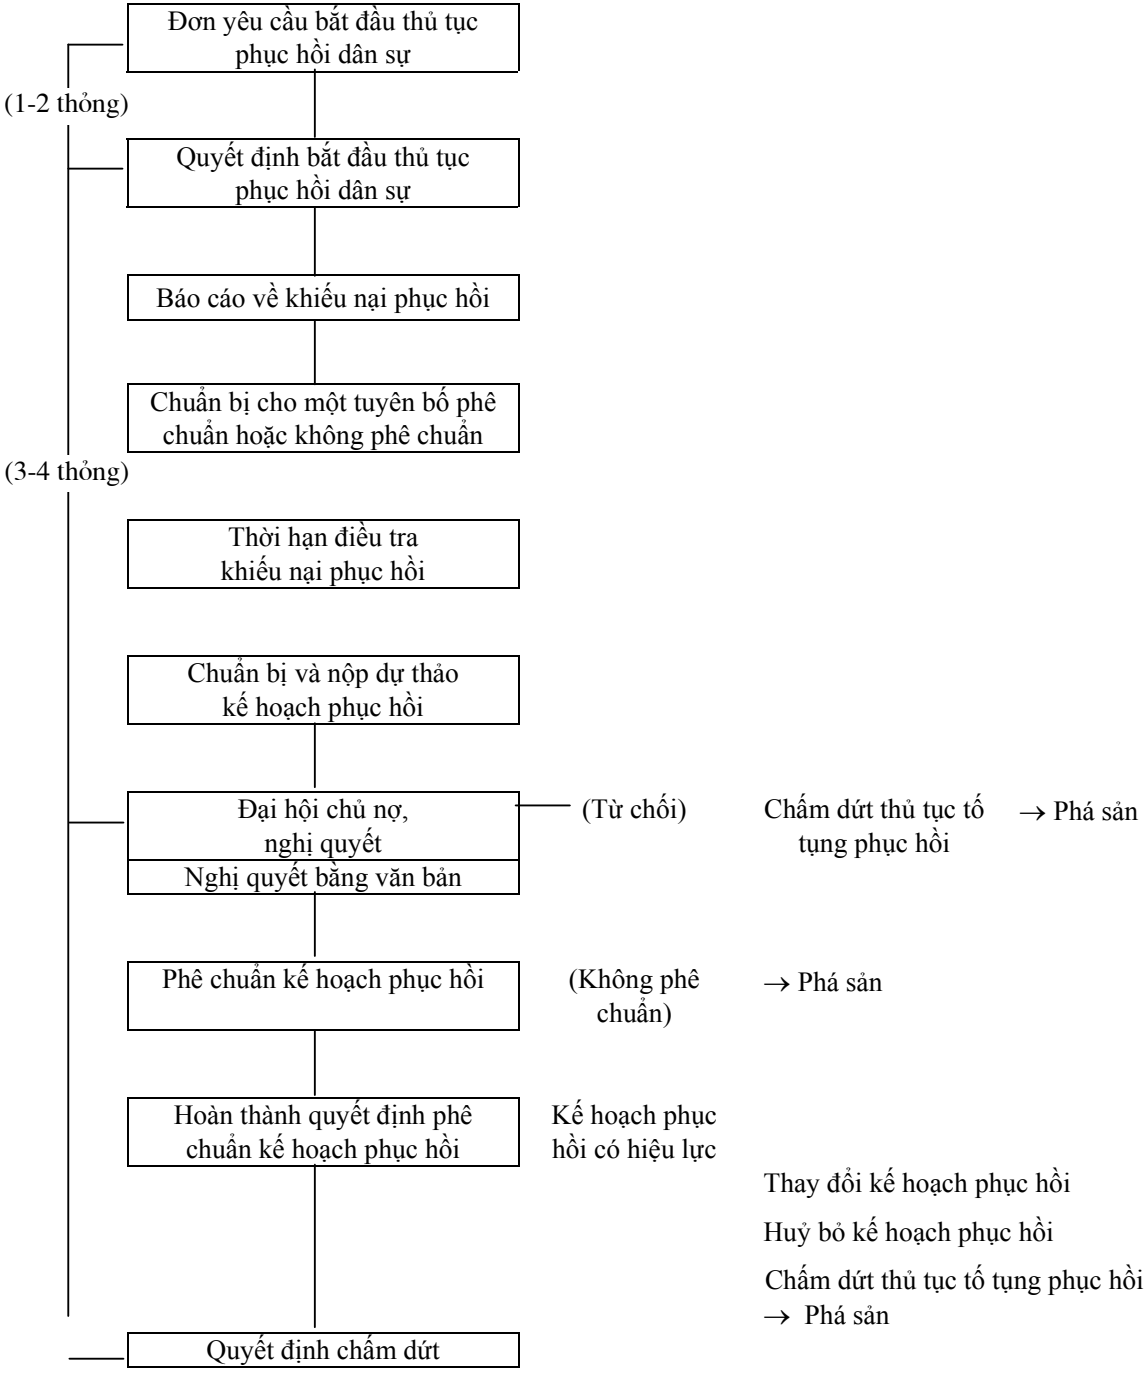 Đơn yêu cầu bắt đầu thủ tục
phục hồi dân sự
(1-2 thỏng)
Quyết định bắt đầu thủ tục
phục hồi dân sự
Báo cáo về khiếu nại phục hồi
Chuẩn bị cho một tuyên bố phê
chuẩn hoặc không phê chuẩn
(3-4 thỏng)
Thời hạn điều tra
khiếu nại phục hồi
Chuẩn bị và nộp dự thảo
kế hoạch phục hồi
Đại hội chủ nợ,
nghị quyết
Nghị quyết bằng văn bản
(Từ chối)
Chấm dứt thủ tục tố
tụng phục hồi
→ Phá sản
Phê chuẩn kế hoạch phục hồi
(Không phê
chuẩn)
→ Phá sản
Hoàn thành quyết định phê
chuẩn kế hoạch phục hồi
Kế hoạch phục
hồi có hiệu lực
Thay đổi kế hoạch phục hồi
Huỷ bỏ kế hoạch phục hồi
Chấm dứt thủ tục tố tụng phục hồi
→ Phá sản
Quyết định chấm dứt